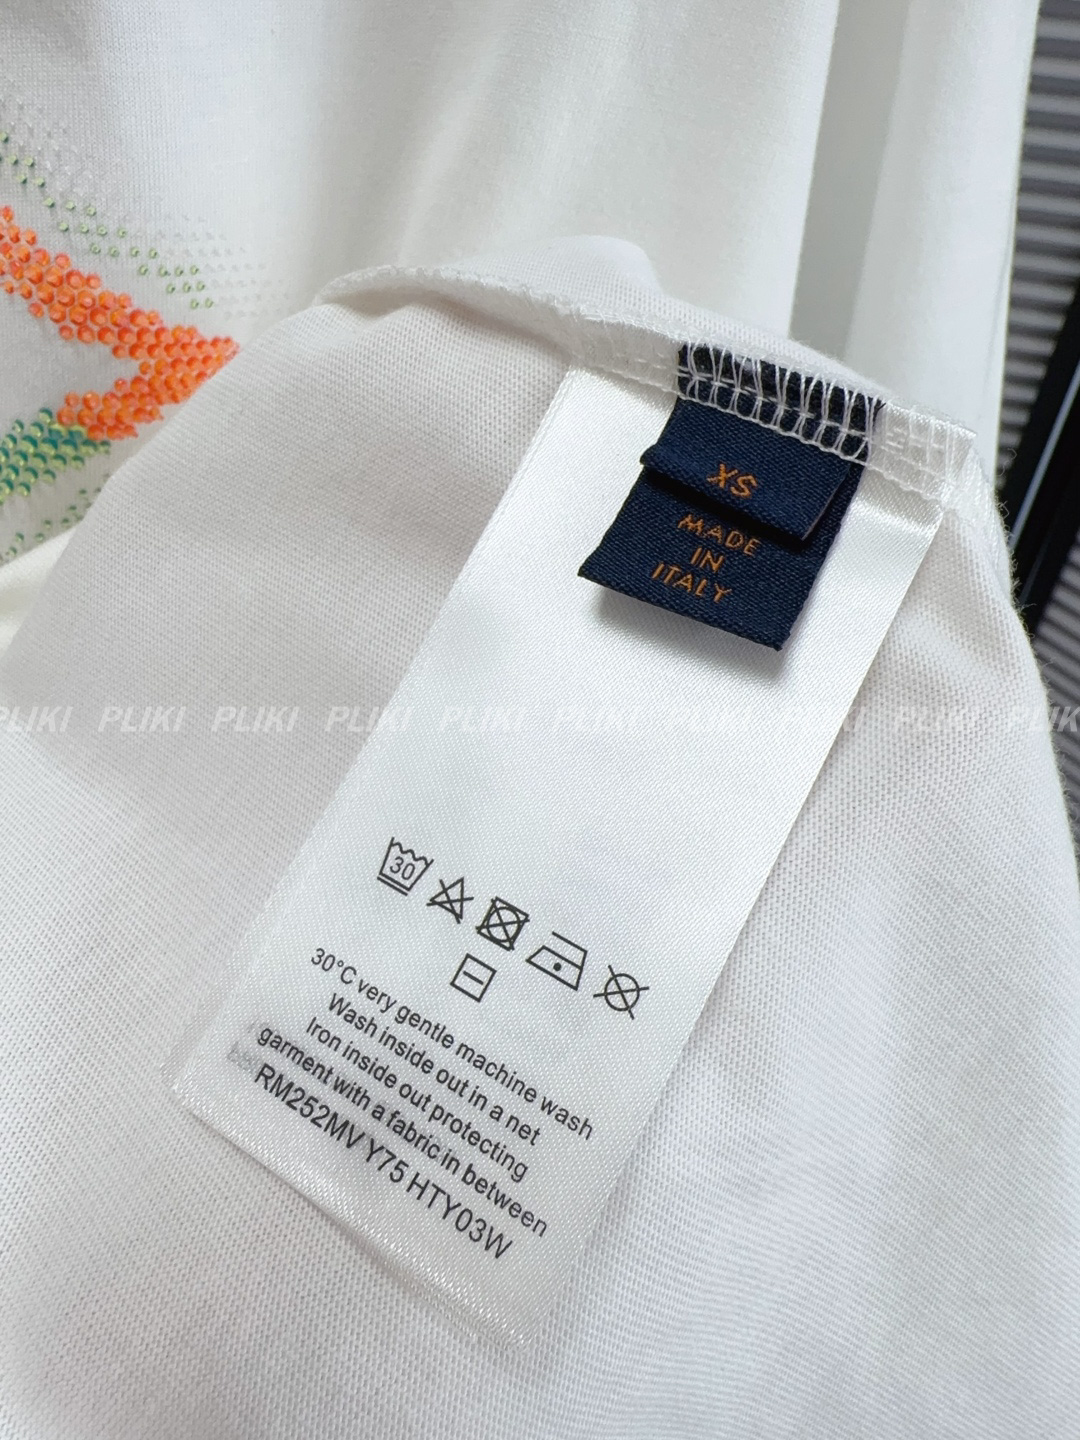 XS
MADE
IN
ITALY
PLIKI PLIKI PLIKI PLIKI PLIKI PLIKI PLIKI PLIKI PLIKI PLIKI
30
30°C very gentle machine wash
Wash inside out in a net
Iron inside out protecting
garment with a fabric in between
RM252MV Y75 HTY03W